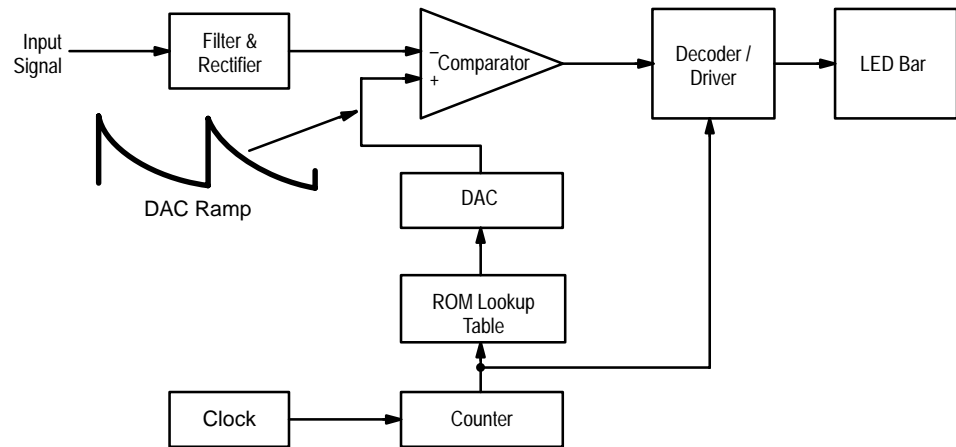 Input
Signal
Filter &
Rectifier
–
+
Comparator
Decoder /
Driver
LED Bar
DAC Ramp
DAC
ROM Lookup
Table
Clock
Counter